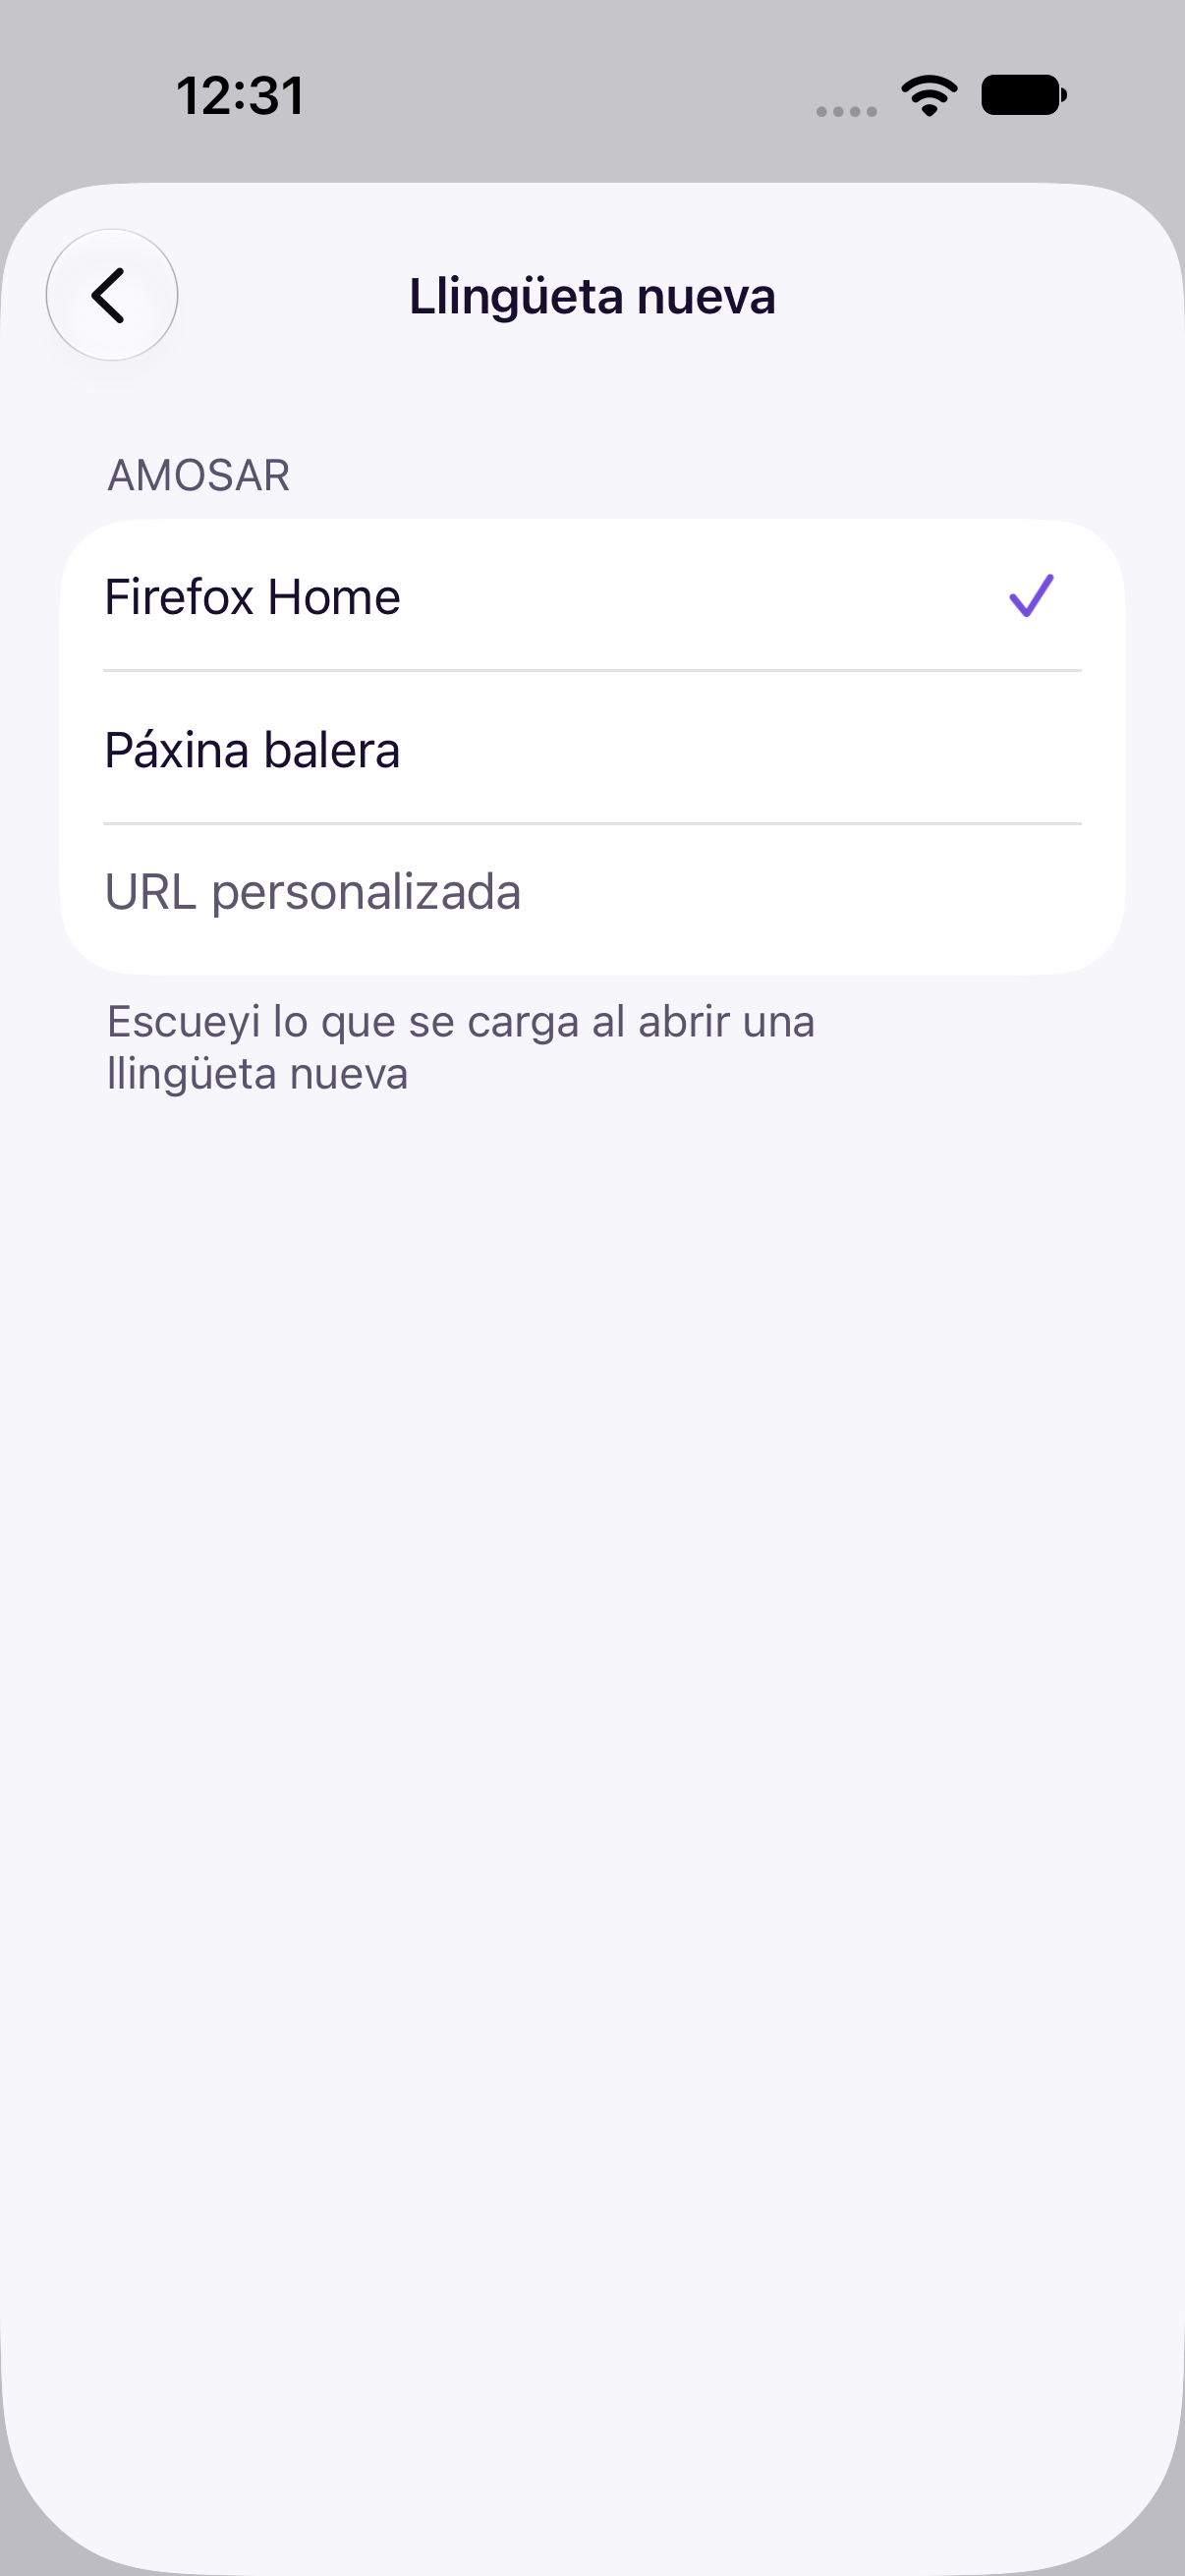 12:31
Llingüeta nueva
AMOSAR
Firefox Home
Páxina balera
URL personalizada
Escueyi lo que se carga al abrir una
llingüeta nueva